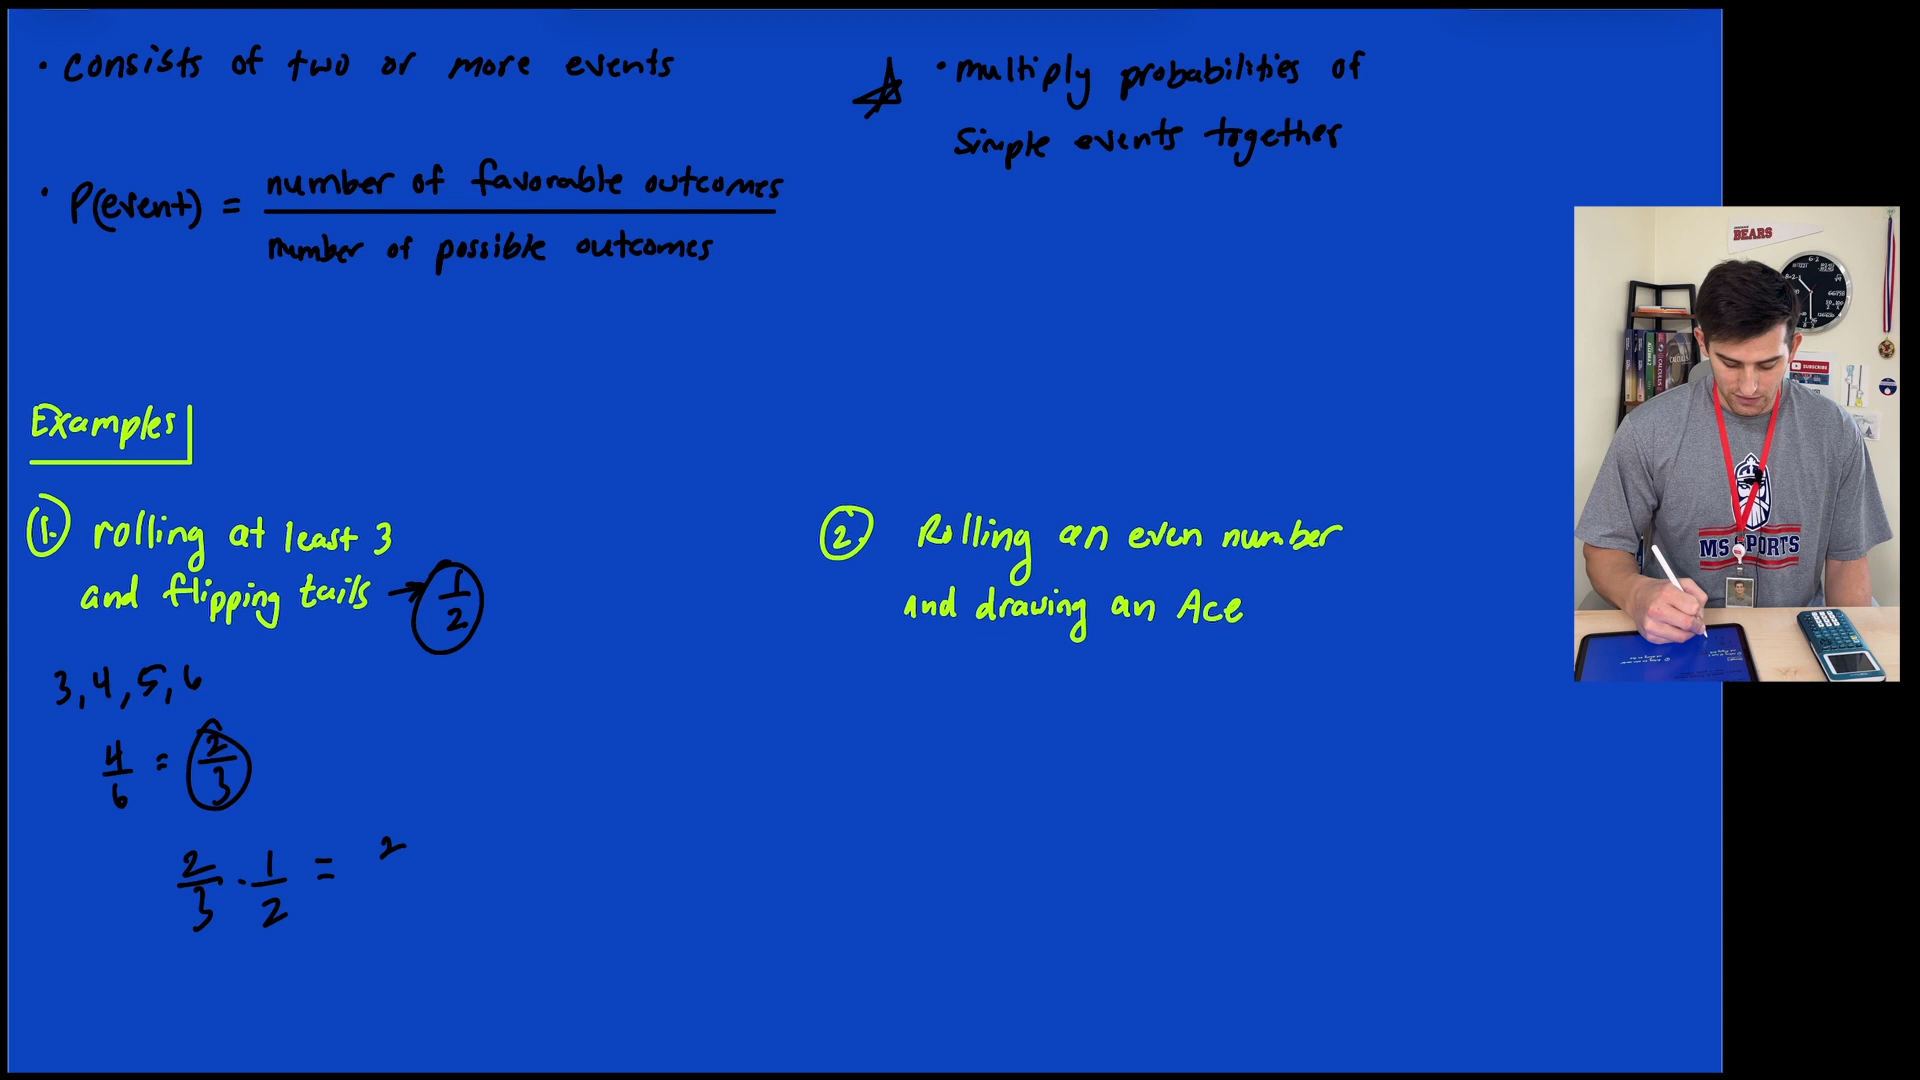 • consists of two or more events
• P(event) = number of favorable outcomes
number of possible outcomes
• multiply probabilities of
simple events together
Examples
1. rolling at least 3
and flipping tails → 1/2
3, 4, 5, 6
4/6 = 2/3
2/3 · 1/2 = 2
2. Rolling an even number
and drawing an Ace
BEARS
SUBSCRIBE
MS SPORTS